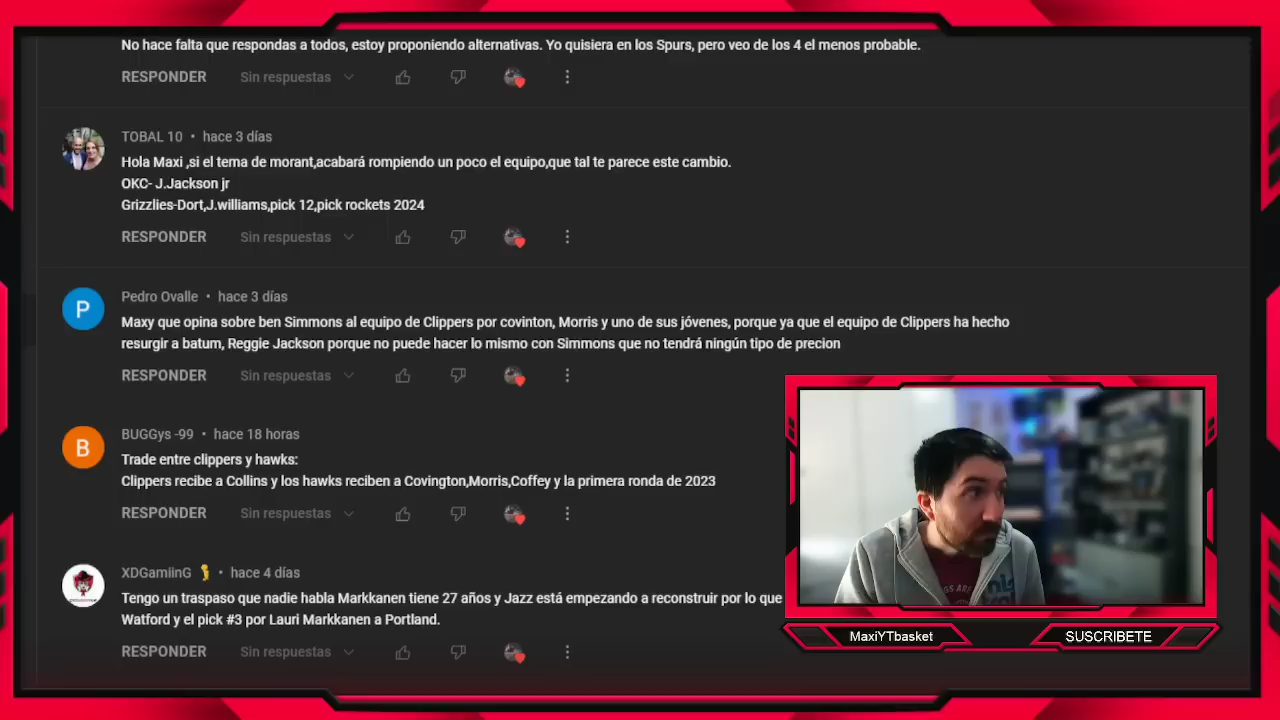 No hace falta que respondas a todos, estoy proponiendo alternativas. Yo quisiera en los Spurs, pero veo de los 4 el menos probable.
RESPONDER Sin respuestas
TOBAL 10 • hace 3 días
Hola Maxi ,si el tema de morant,acabará rompiendo un poco el equipo,que tal te parece este cambio.
OKC- J.Jackson jr
Grizzlies-Dort,J.williams,pick 12,pick rockets 2024
RESPONDER Sin respuestas
P
Pedro Ovalle • hace 3 días
Maxy que opina sobre ben Simmons al equipo de Clippers por covinton, Morris y uno de sus jóvenes, porque ya que el equipo de Clippers ha hecho
resurgir a batum, Reggie Jackson porque no puede hacer lo mismo con Simmons que no tendrá ningún tipo de precion
RESPONDER Sin respuestas
B
BUGGys -99 • hace 18 horas
Trade entre clippers y hawks:
Clippers recibe a Collins y los hawks reciben a Covington,Morris,Coffey y la primera ronda de 2023
RESPONDER Sin respuestas
XDGamiinG • hace 4 días
Tengo un traspaso que nadie habla Markkanen tiene 27 años y Jazz está empezando a reconstruir por lo que
Watford y el pick #3 por Lauri Markkanen a Portland.
RESPONDER Sin respuestas
MaxiYTbasket
SUSCRIBETE